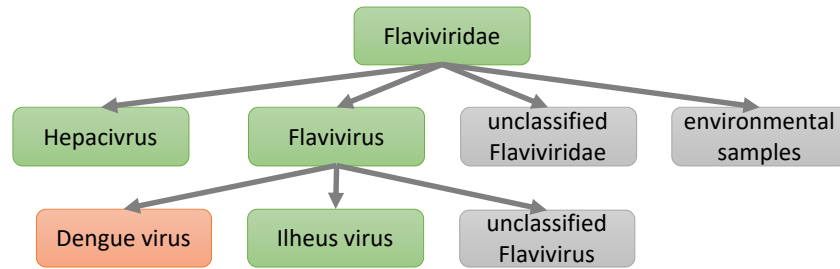 Flaviviridae
Hepacivrus
Flavivirus
unclassified
Flaviviridae
environmental
samples
Dengue virus
Ilheus virus
unclassified
Flavivirus